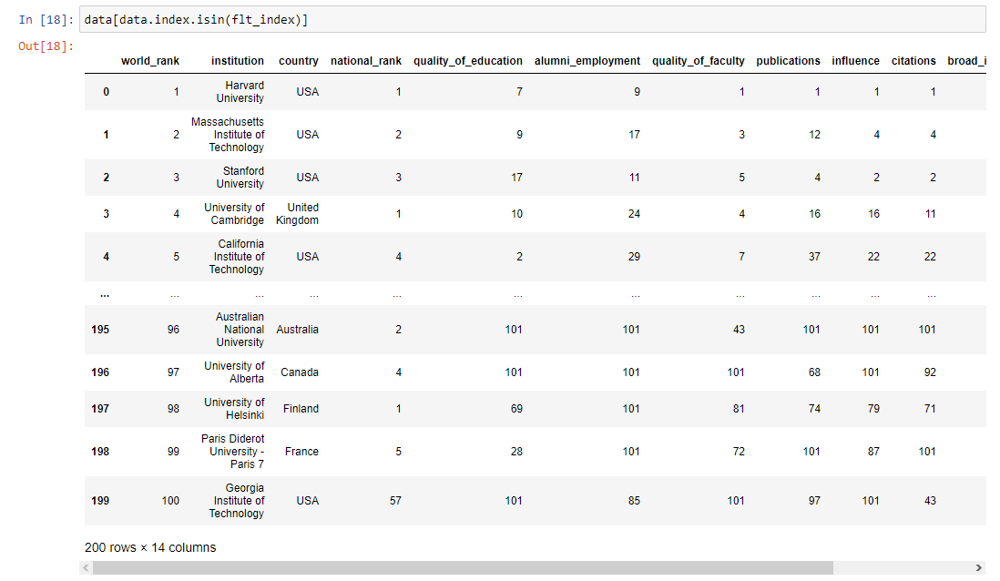 In [18]: data[data.index.isin(flt_index)]
Out[18]:
world_rank institution country national_rank quality_of_education alumni_employment quality_of_faculty publications influence citations broad_i
0 1 Harvard University USA 1 7 9 1 1 1 1
1 2 Massachusetts Institute of Technology USA 2 9 17 3 12 4 4
2 3 Stanford University USA 3 17 11 5 4 2 2
3 4 University of Cambridge United Kingdom 1 10 24 4 16 16 11
4 5 California Institute of Technology USA 4 2 29 7 37 22 22
... ... ... ... ... ... ... ... ... ... ...
195 96 Australian National University Australia 2 101 101 43 101 101 101
196 97 University of Alberta Canada 4 101 101 101 68 101 92
197 98 University of Helsinki Finland 1 69 101 81 74 79 71
198 99 Paris Diderot University - Paris 7 France 5 28 101 72 101 87 101
199 100 Georgia Institute of Technology USA 57 101 85 101 97 101 43
200 rows × 14 columns